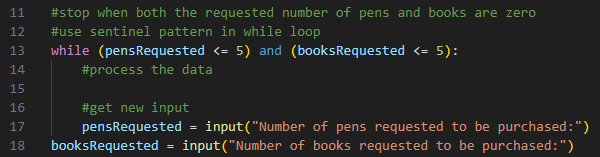 11 #stop when both the requested number of pens and books are zero
12 #use sentinel pattern in while loop
13 while (pensRequested <= 5) and (booksRequested <= 5):
14 #process the data
15
16 #get new input
17 pensRequested = input("Number of pens requested to be purchased:")
18 booksRequested = input("Number of books requested to be purchased:")